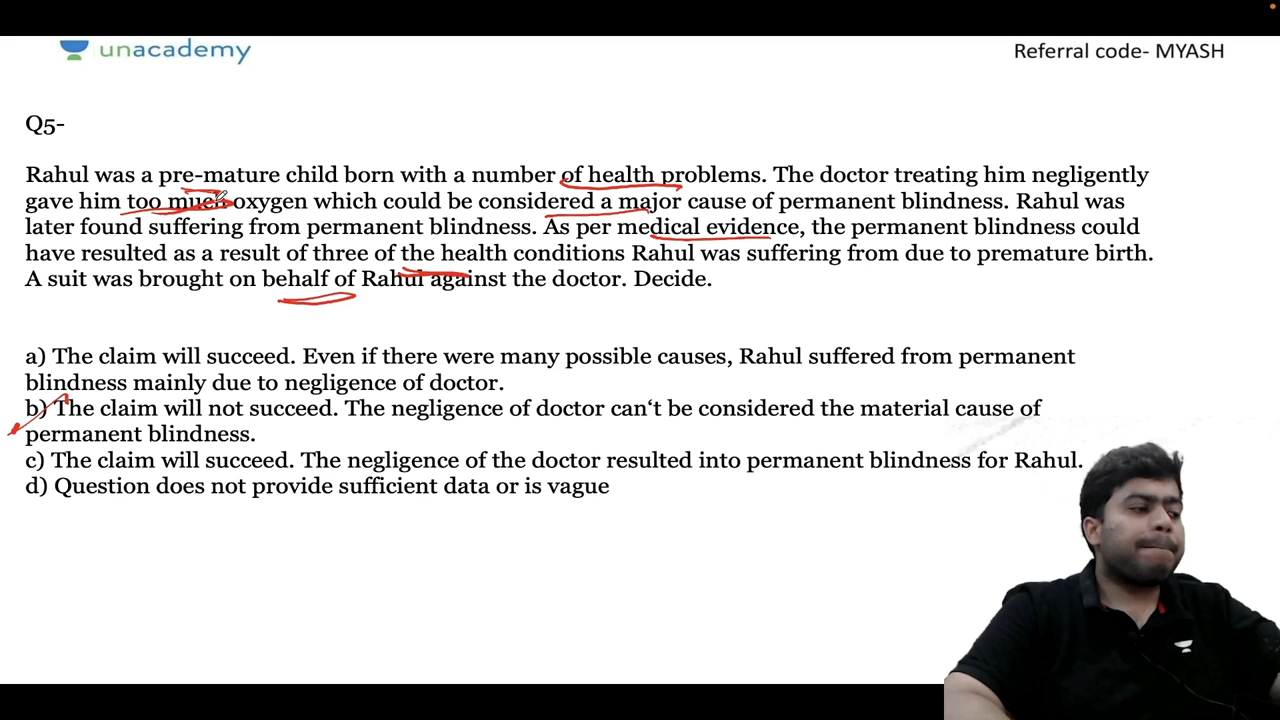 unacademy
Referral code- MYASH
Q5-
Rahul was a pre-mature child born with a number of health problems. The doctor treating him negligently
gave him too much oxygen which could be considered a major cause of permanent blindness. Rahul was
later found suffering from permanent blindness. As per medical evidence, the permanent blindness could
have resulted as a result of three of the health conditions Rahul was suffering from due to premature birth.
A suit was brought on behalf of Rahul against the doctor. Decide.
a) The claim will succeed. Even if there were many possible causes, Rahul suffered from permanent
blindness mainly due to negligence of doctor.
b) The claim will not succeed. The negligence of doctor can‘t be considered the material cause of
permanent blindness.
c) The claim will succeed. The negligence of the doctor resulted into permanent blindness for Rahul.
d) Question does not provide sufficient data or is vague